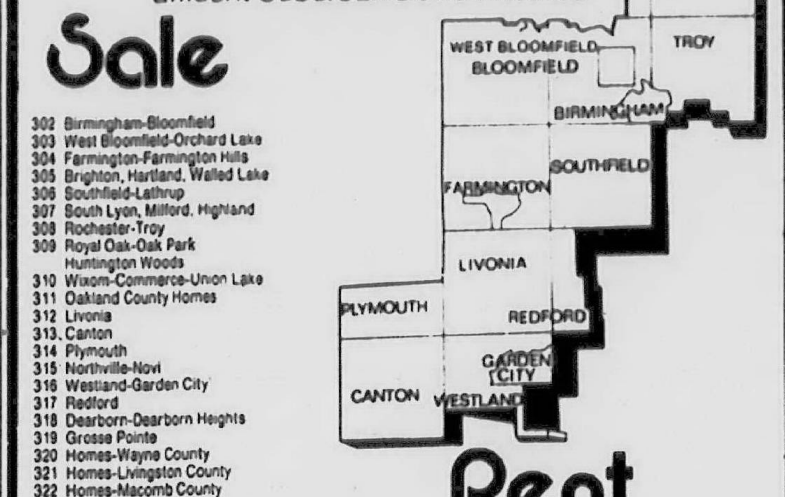 Sale
302 Birmingham-Bloomfield
303 West Bloomfield-Orchard Lake
304 Farmington-Farmington Hills
305 Brighton, Hartland, Walled Lake
306 Southfield-Lathrup
307 South Lyon, Milford, Highland
308 Rochester-Troy
309 Royal Oak-Oak Park
Huntington Woods
310 Wixom-Commerce-Union Lake
311 Oakland County Homes
312 Livonia
313. Canton
314 Plymouth
315 Northville-Novi
316 Westland-Garden City
317 Redford
318 Dearborn-Dearborn Heights
319 Grosse Pointe
320 Homes-Wayne County
321 Homes-Livingston County
322 Homes-Macomb County
WEST BLOOMFIELD
BLOOMFIELD
TROY
BIRMINGHAM
SOUTHFIELD
FARMINGTON
LIVONIA
PLYMOUTH
REDFORD
GARDEN
CITY
CANTON
WESTLAND
Rent